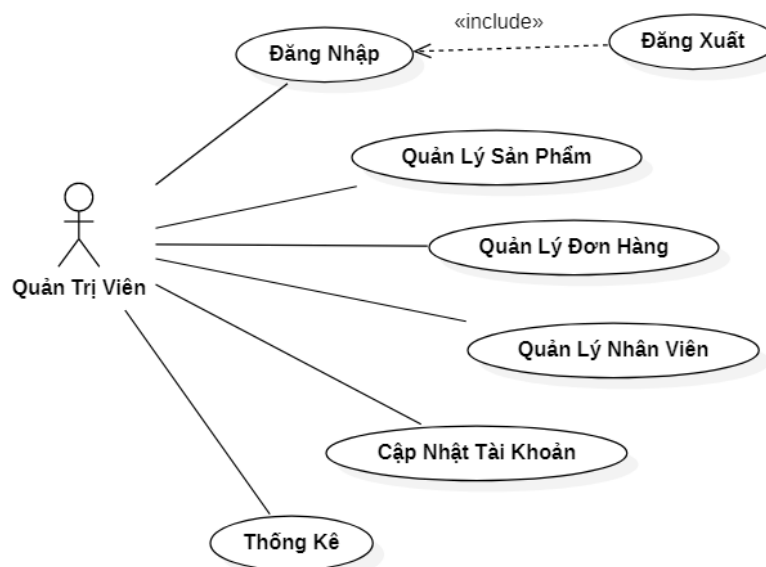 «include»
Đăng Nhập
Đăng Xuất
Quản Lý Sản Phẩm
Quản Lý Đơn Hàng
Quản Trị Viên
Quản Lý Nhân Viên
Cập Nhật Tài Khoản
Thống Kê